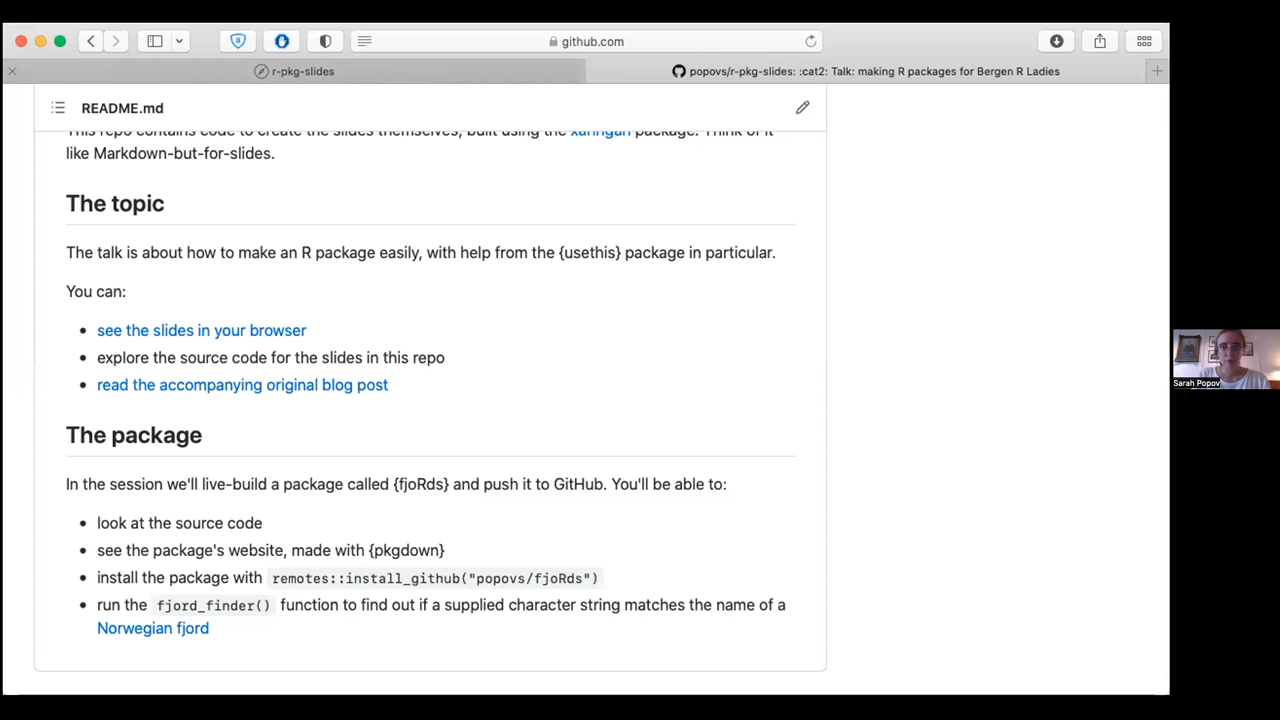 github.com
r-pkg-slides
popovs/r-pkg-slides: :cat2: Talk: making R packages for Bergen R Ladies
README.md
This repo contains code to create the slides themselves, built using the xaringan package. Think of it
like Markdown-but-for-slides.
The topic
The talk is about how to make an R package easily, with help from the {usethis} package in particular.
You can:
see the slides in your browser
explore the source code for the slides in this repo
read the accompanying original blog post
The package
In the session we'll live-build a package called {fjoRds} and push it to GitHub. You'll be able to:
look at the source code
see the package's website, made with {pkgdown}
install the package with remotes::install_github("popovs/fjoRds")
run the fjord_finder() function to find out if a supplied character string matches the name of a
Norwegian fjord
Sarah Popov